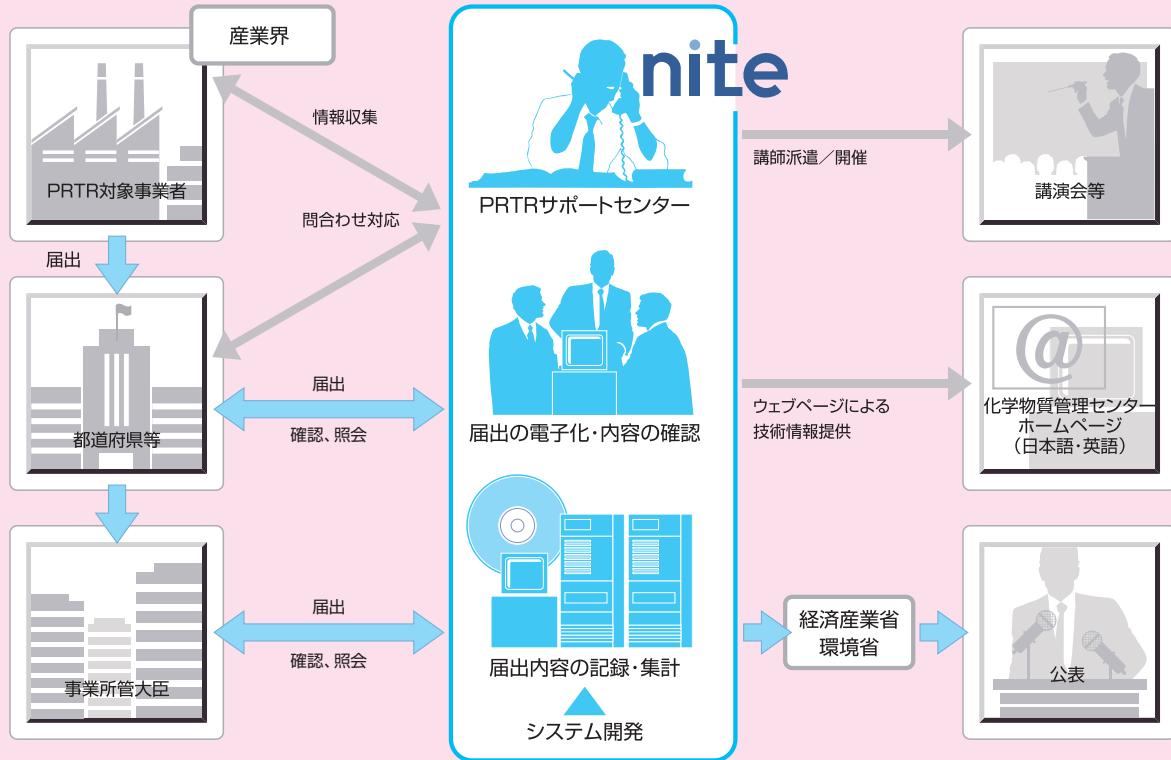 産業界
PRTR対象事業者
届出
都道府県等
事業所管大臣
情報収集
問合わせ対応
届出
確認、照会
届出
確認、照会
nite
PRTRサポートセンター
届出の電子化・内容の確認
届出内容の記録・集計
システム開発
講師派遣／開催
講演会等
ウェブページによる
技術情報提供
@
化学物質管理センター
ホームページ
（日本語・英語）
経済産業省
環境省
公表